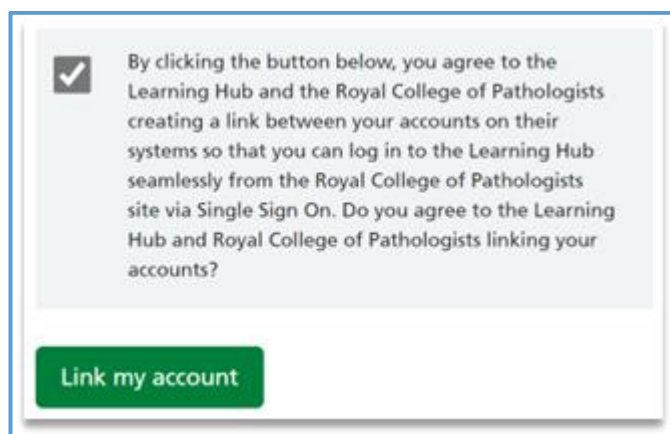 By clicking the button below, you agree to the
Learning Hub and the Royal College of Pathologists
creating a link between your accounts on their
systems so that you can log in to the Learning Hub
seamlessly from the Royal College of Pathologists
site via Single Sign On. Do you agree to the Learning
Hub and Royal College of Pathologists linking your
accounts?
Link my account